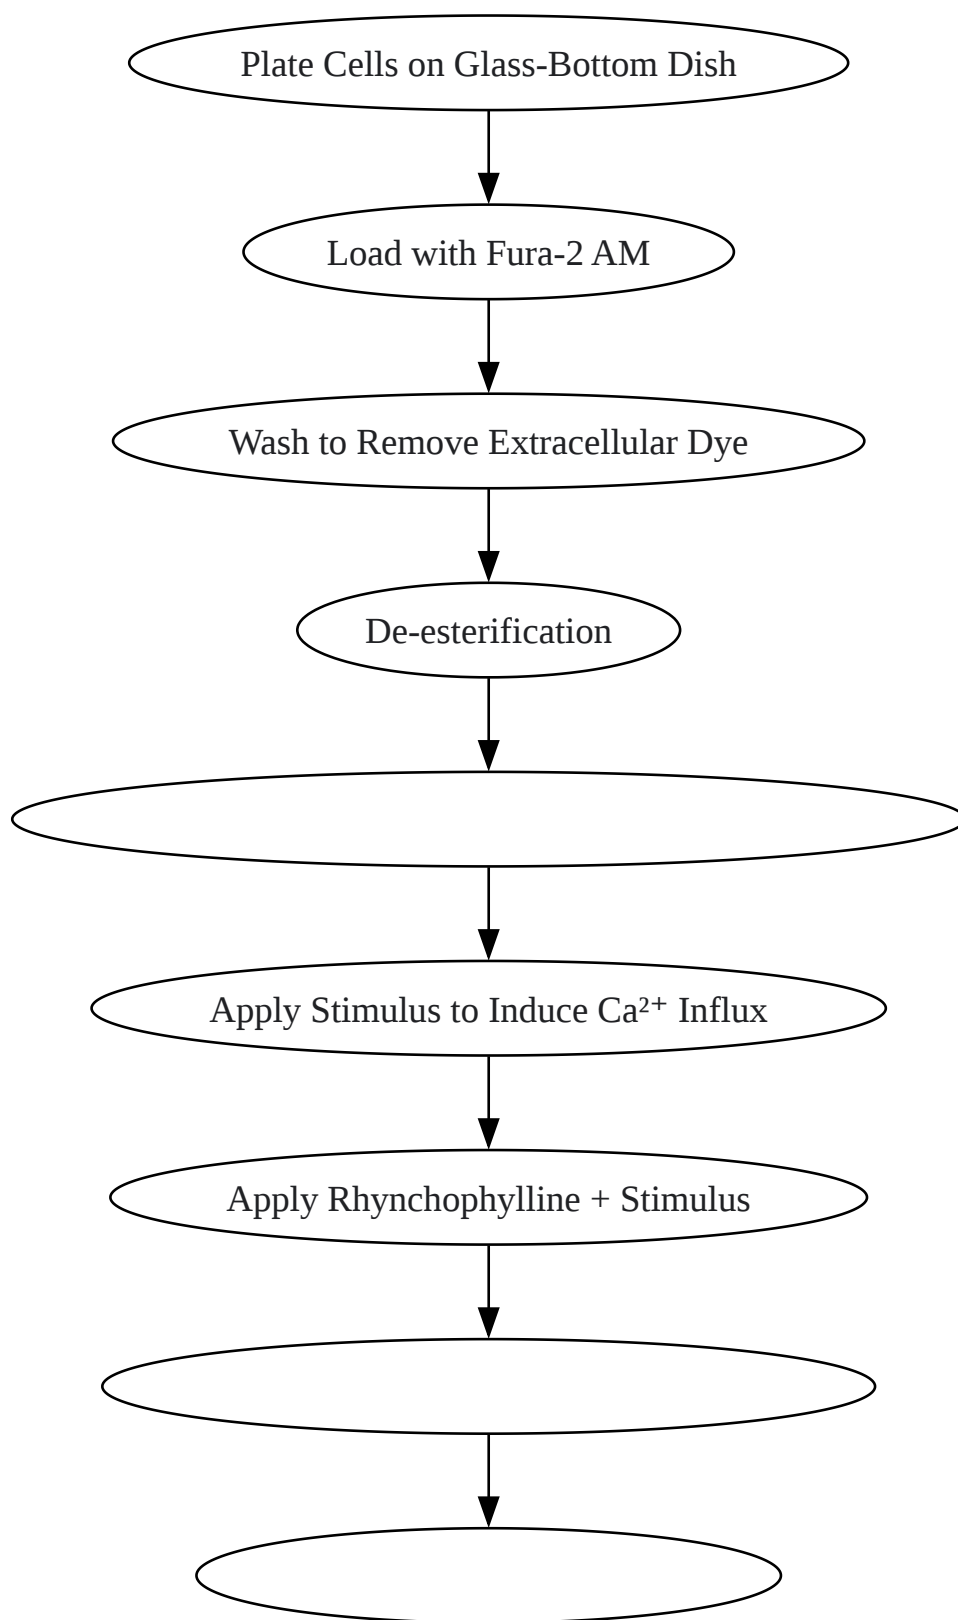 Plate Cells on Glass-Bottom Dish
Load with Fura-2 AM
Wash to Remove Extracellular Dye
De-esterification
Apply Stimulus to Induce Ca²⁺ Influx
Apply Rhynchophylline + Stimulus